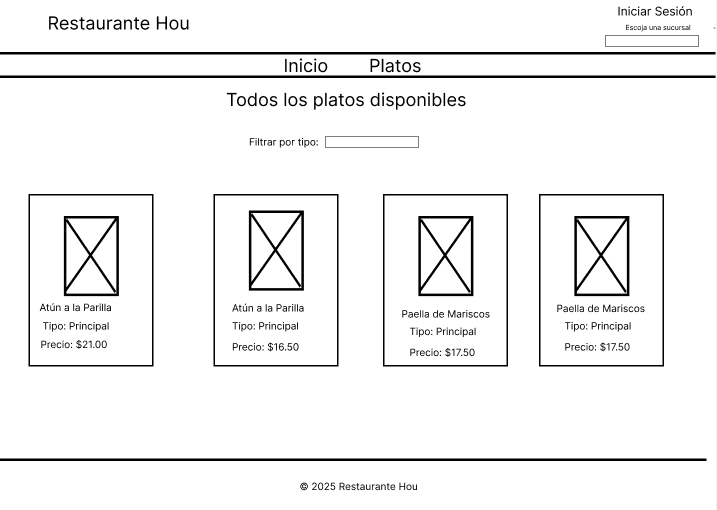 Restaurante Hou
Iniciar Sesión
Escoja una sucursal
Inicio Platos
Todos los platos disponibles
Filtrar por tipo:
Atún a la Parilla
Tipo: Principal
Precio: $21.00
Atún a la Parilla
Tipo: Principal
Precio: $16.50
Paella de Mariscos
Tipo: Principal
Precio: $17.50
Paella de Mariscos
Tipo: Principal
Precio: $17.50
© 2025 Restaurante Hou